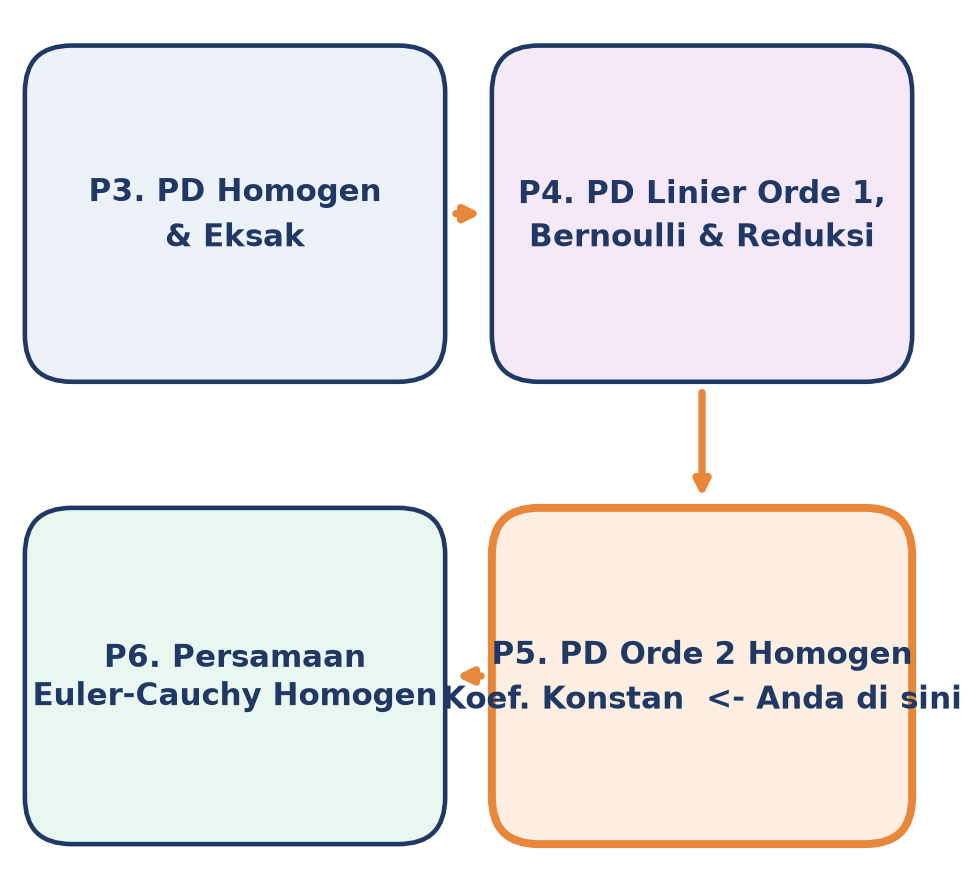 P3. PD Homogen
& Eksak
P4. PD Linier Orde 1,
Bernoulli & Reduksi
P5. PD Orde 2 Homogen
Koef. Konstan  <- Anda di sini
P6. Persamaan
Euler-Cauchy Homogen